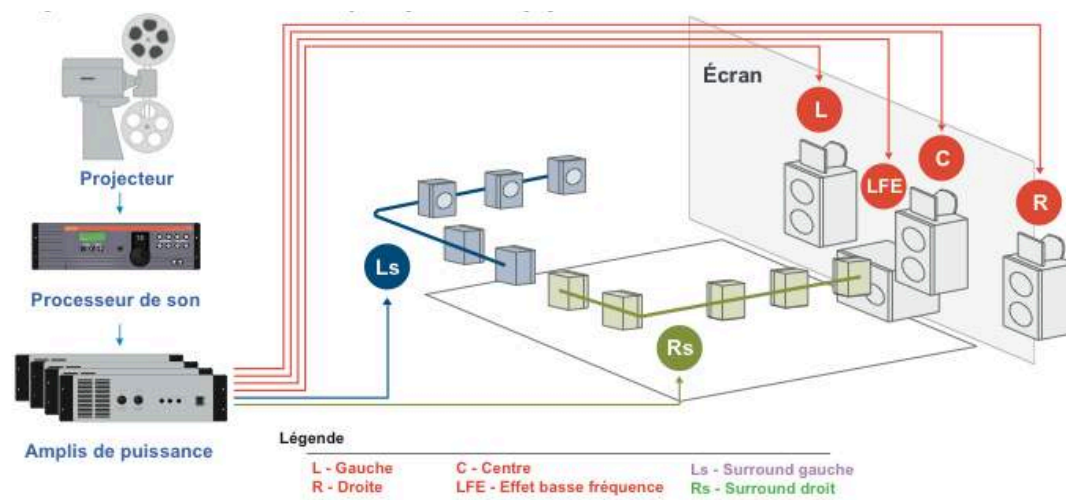 Écran
L
C
LFE
R
Projecteur
Ls
Processeur de son
Rs
Amplis de puissance
Légende
L - Gauche
C - Centre
Ls - Surround gauche
R - Droite
LFE - Effet basse fréquence
Rs - Surround droit